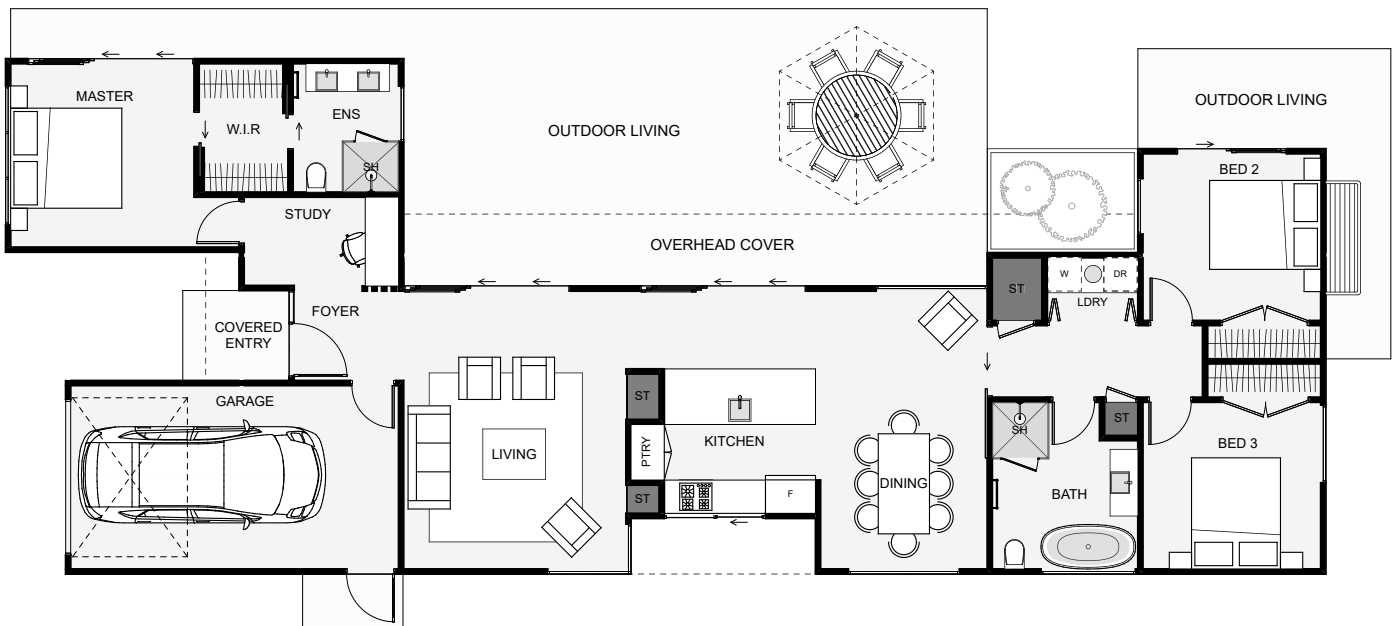 MASTER
W.I.R
ENS
SH
STUDY
OUTDOOR LIVING
OVERHEAD COVER
OUTDOOR LIVING
BED 2
W
DR
LDRY
ST
FOYER
COVERED
ENTRY
GARAGE
LIVING
ST
PTRY
ST
KITCHEN
F
DINING
SH
ST
BATH
BED 3